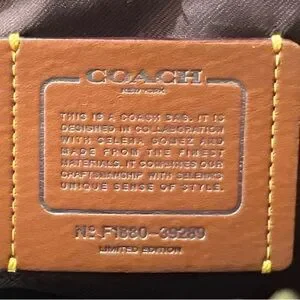 COACH
NEW YORK
THIS IS A COACH BAG. IT IS
DESIGNED IN COLLABORATION
WITH SELENA GOMEZ AND
MADE FROM THE FINEST
MATERIALS. IT COMBINES OUR
CRAFTSMANSHIP WITH SELENA'S
UNIQUE SENSE OF STYLE.
Nº F1880-39289
LIMITED EDITION